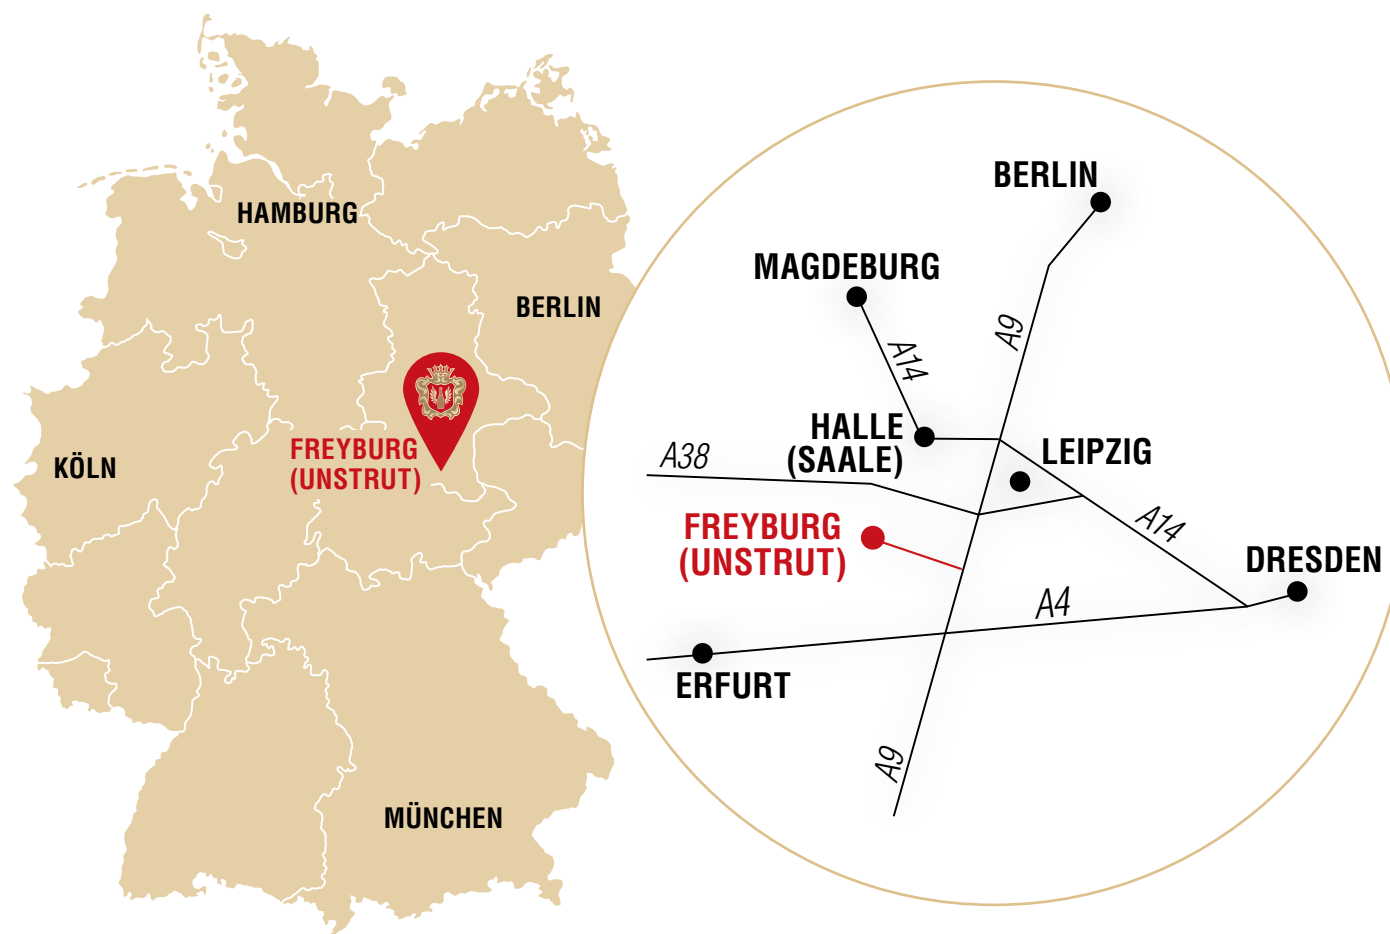 HAMBURG
BERLIN
FREYBURG
(UNSTRUT)
KÖLN
MÜNCHEN
BERLIN
MAGDEBURG
A9
A14
HALLE
(SAALE)
LEIPZIG
A38
A14
FREYBURG
(UNSTRUT)
DRESDEN
A4
ERFURT
A9